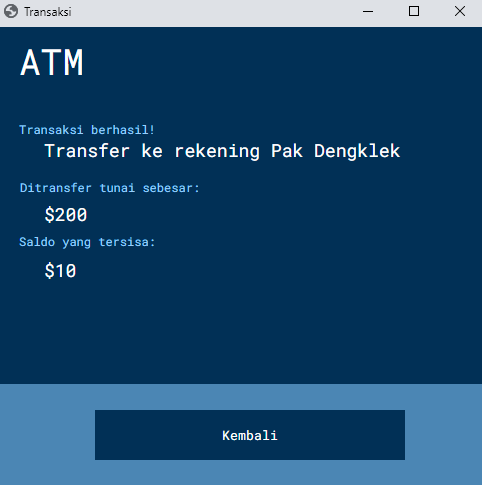 Transaksi
ATM
Transaksi berhasil!
Transfer ke rekening Pak Dengklek
Ditransfer tunai sebesar:
$200
Saldo yang tersisa:
$10
Kembali